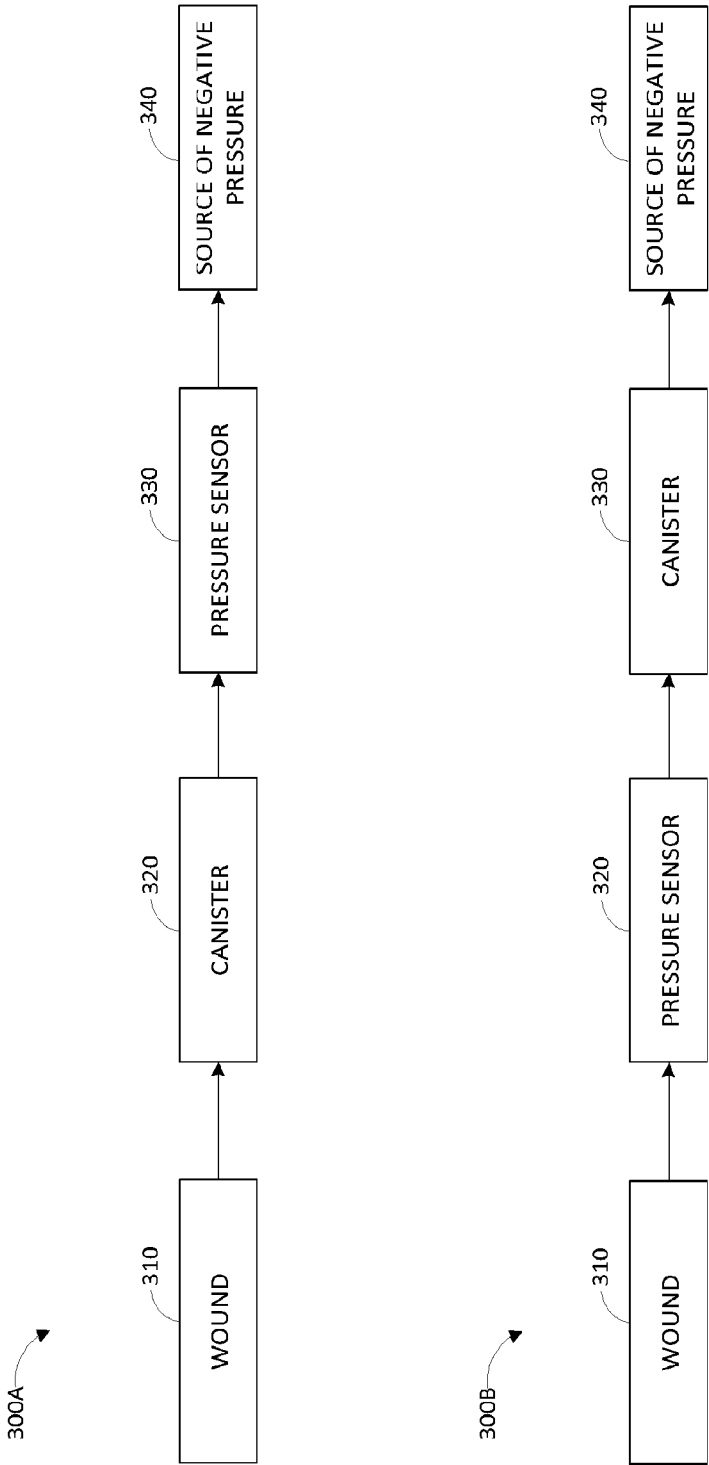 300A
310
WOUND
320
CANISTER
330
PRESSURE SENSOR
340
SOURCE OF NEGATIVE
PRESSURE
300B
310
WOUND
320
PRESSURE SENSOR
330
CANISTER
340
SOURCE OF NEGATIVE
PRESSURE